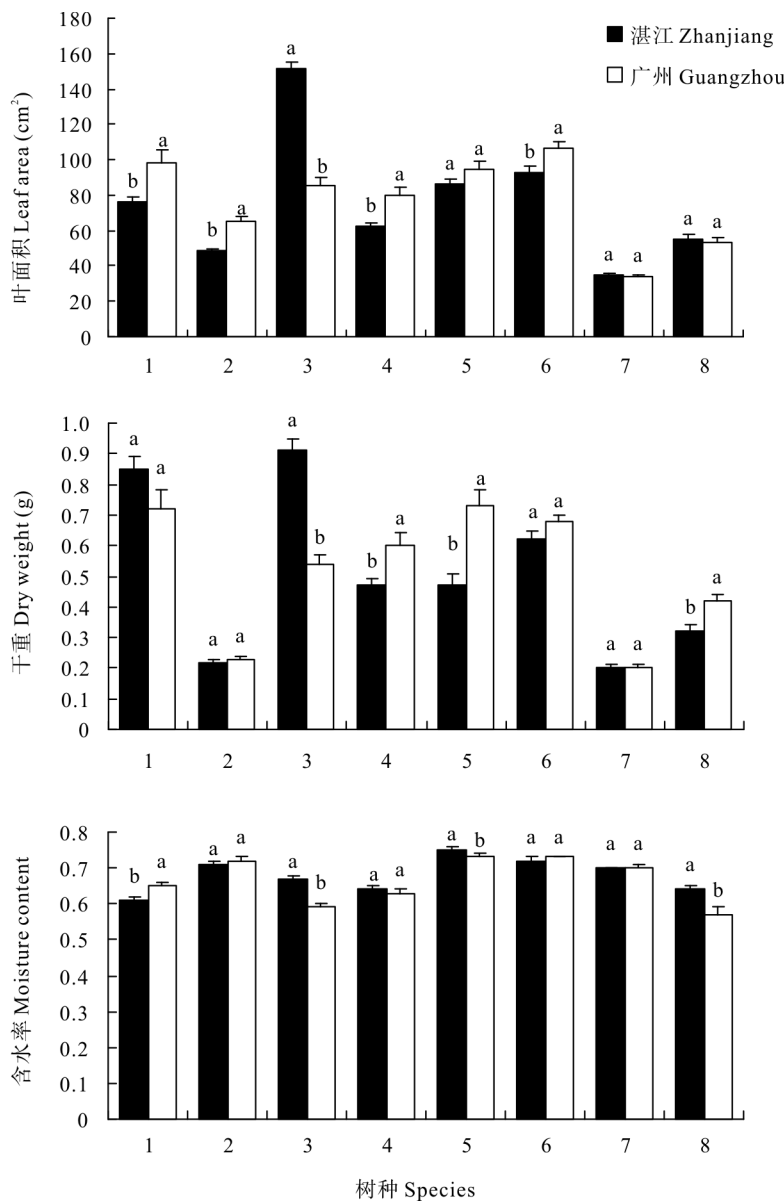 湛江 Zhanjiang
广州 Guangzhou
叶面积 Leaf area (cm²)
180
160
140
120
100
80
60
40
20
0
b a b a a b b a a a b a a a a a
1 2 3 4 5 6 7 8
干重 Dry weight (g)
1.0
0.9
0.8
0.7
0.6
0.5
0.4
0.3
0.2
0.1
0
a a a a a b b a b a a a a a b a
1 2 3 4 5 6 7 8
含水率 Moisture content
0.8
0.7
0.6
0.5
0.4
0.3
0.2
0.1
0
b a a a a b a a a b a a a a a b
1 2 3 4 5 6 7 8
树种 Species